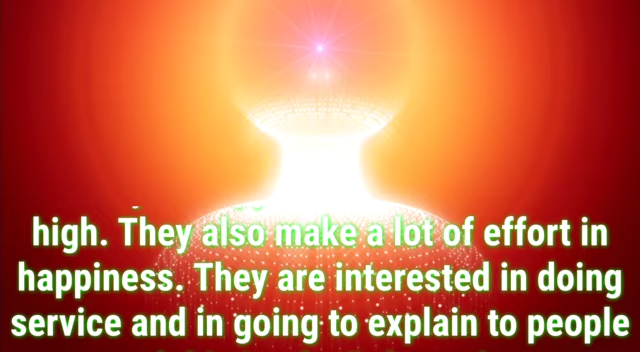 high. They also make a lot of effort in
happiness. They are interested in doing
service and in going to explain to people